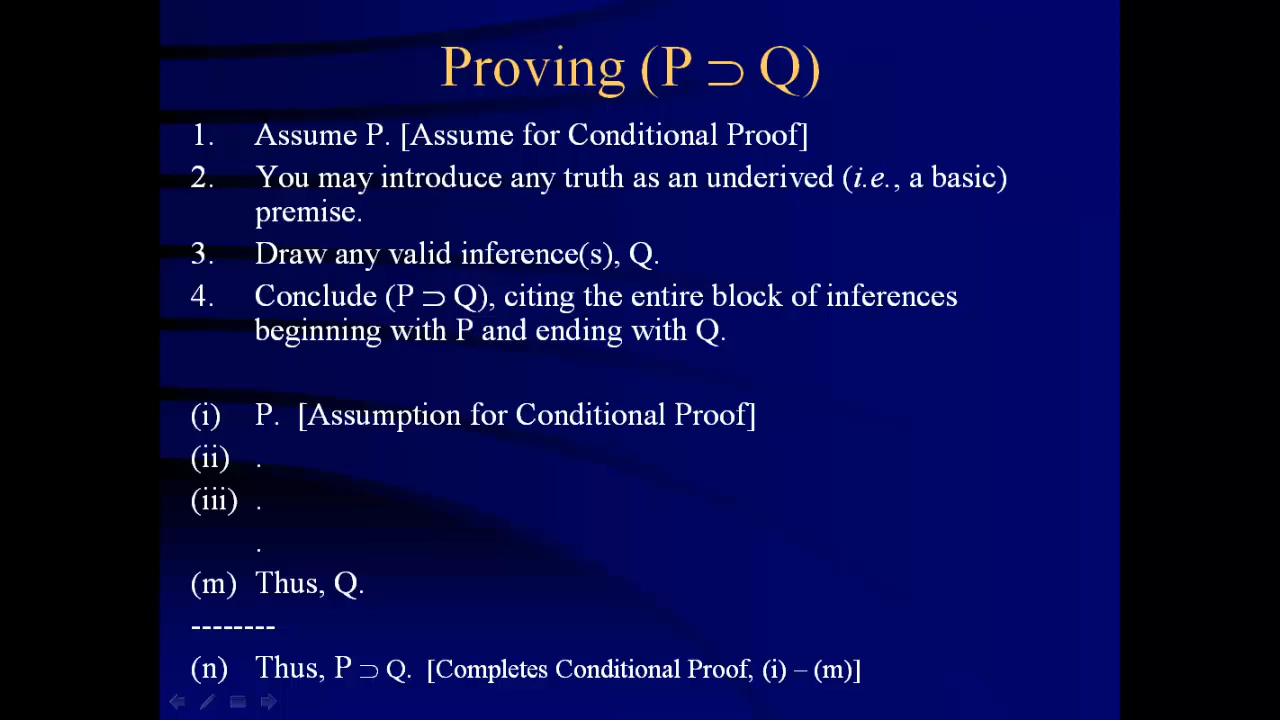 Proving (P ⊃ Q)
1. Assume P. [Assume for Conditional Proof]
2. You may introduce any truth as an underived (i.e., a basic)
premise.
3. Draw any valid inference(s), Q.
4. Conclude (P ⊃ Q), citing the entire block of inferences
beginning with P and ending with Q.
(i) P. [Assumption for Conditional Proof]
(ii) .
(iii) .
.
(m) Thus, Q.
--------
(n) Thus, P ⊃ Q. [Completes Conditional Proof, (i) – (m)]